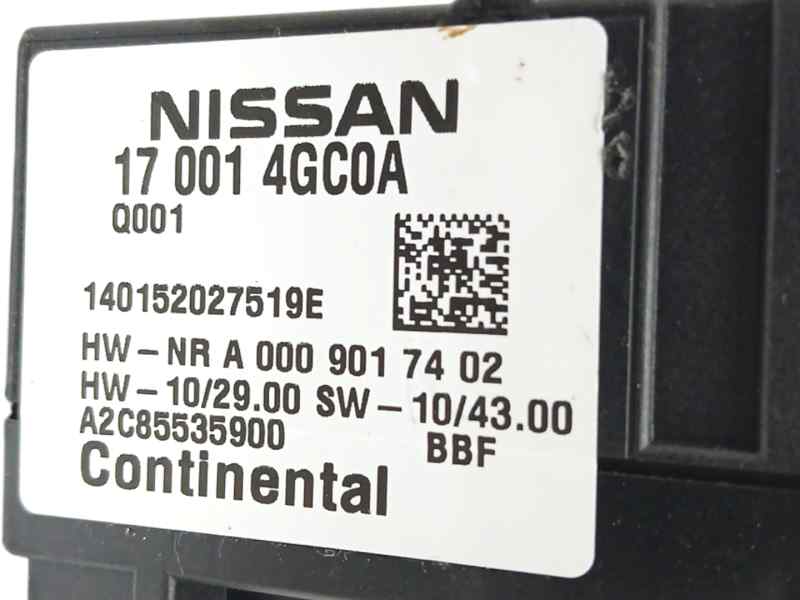 NISSAN
17 001 4GC0A
Q001
140152027519E
HW-NR A 000 901 74 02
HW-10/29.00 SW-10/43.00
A2C85535900 BBF
Continental